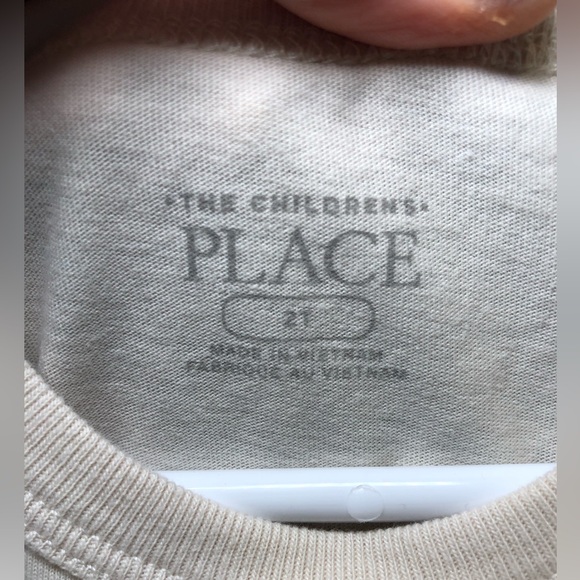 •THE CHILDREN'S•
PLACE
2T
MADE IN VIETNAM
FABRIQUE AU VIETNAM